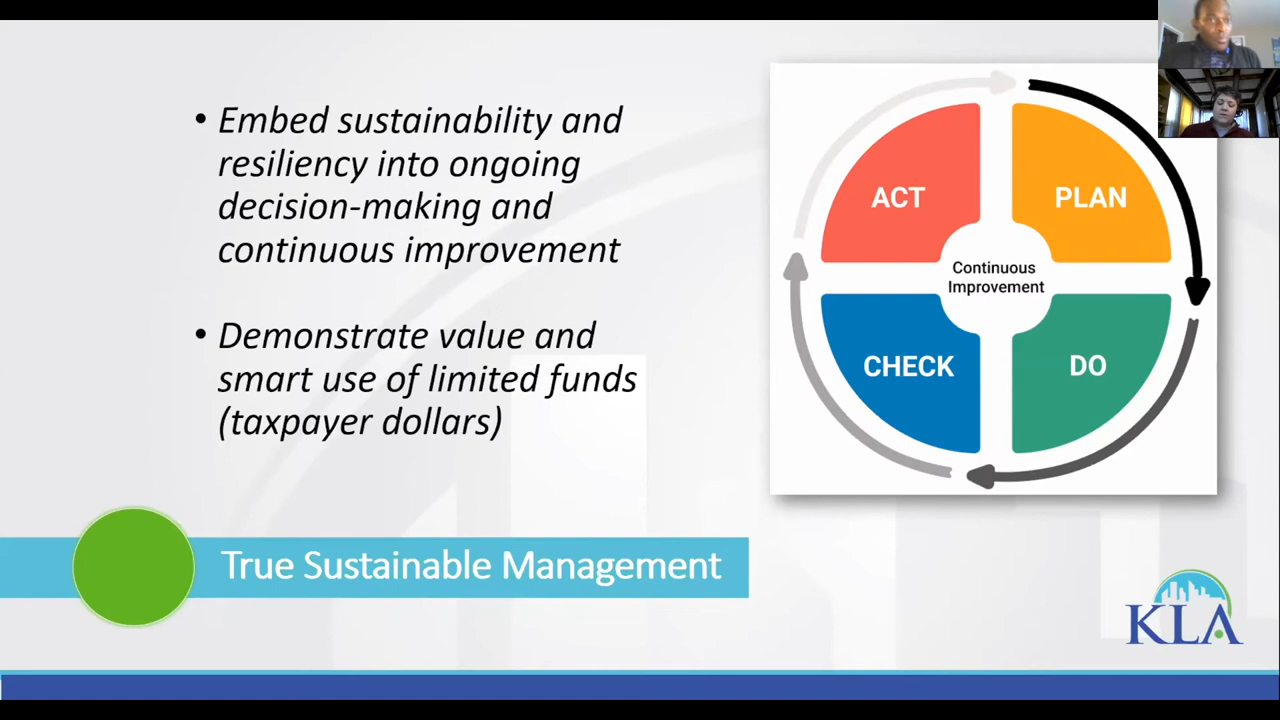 • Embed sustainability and
resiliency into ongoing
decision-making and
continuous improvement
• Demonstrate value and
smart use of limited funds
(taxpayer dollars)
ACT
PLAN
Continuous
Improvement
CHECK
DO
True Sustainable Management
KLA